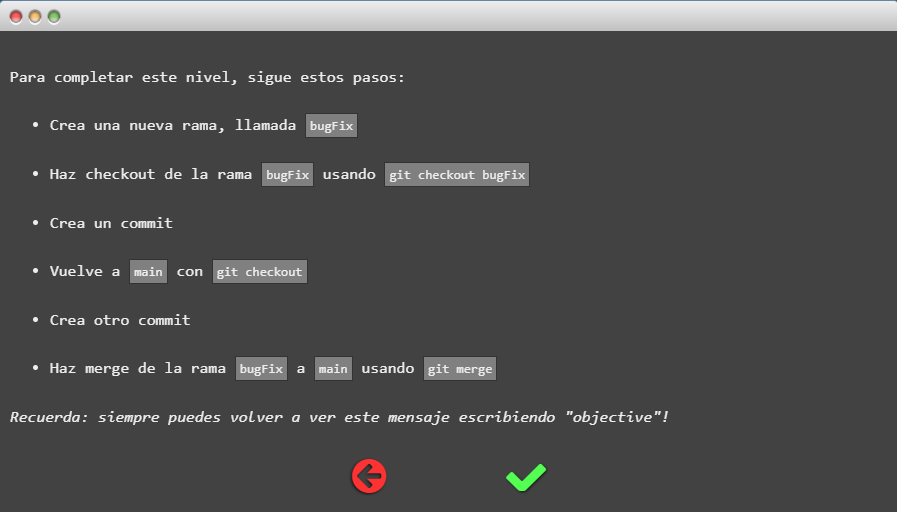 Para completar este nivel, sigue estos pasos:
• Crea una nueva rama, llamada bugFix
• Haz checkout de la rama bugFix usando git checkout bugFix
• Crea un commit
• Vuelve a main con git checkout
• Crea otro commit
• Haz merge de la rama bugFix a main usando git merge
Recuerda: siempre puedes volver a ver este mensaje escribiendo "objective"!